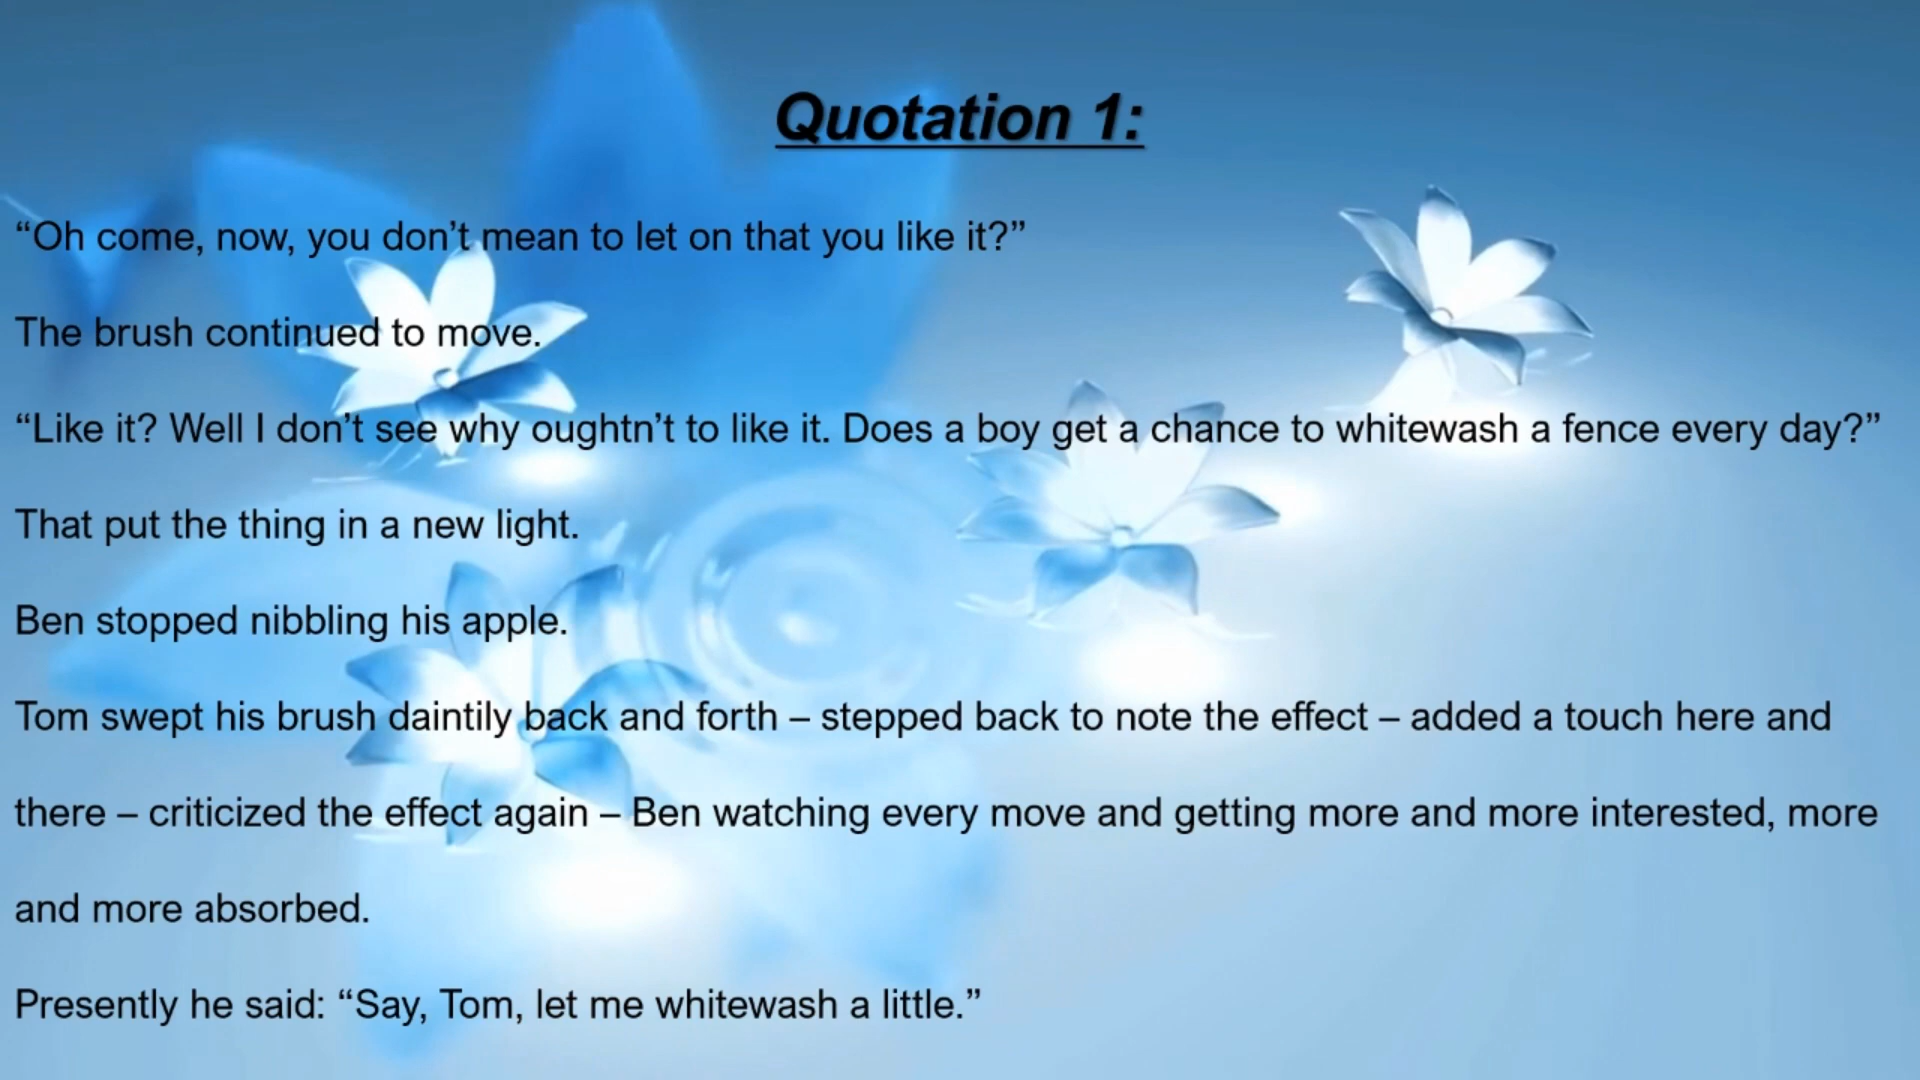 Quotation 1:
“Oh come, now, you don’t mean to let on that you like it?”
The brush continued to move.
“Like it? Well I don’t see why oughtn’t to like it. Does a boy get a chance to whitewash a fence every day?”
That put the thing in a new light.
Ben stopped nibbling his apple.
Tom swept his brush daintily back and forth – stepped back to note the effect – added a touch here and
there – criticized the effect again – Ben watching every move and getting more and more interested, more
and more absorbed.
Presently he said: “Say, Tom, let me whitewash a little.”